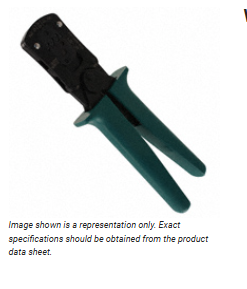 Image shown is a representation only. Exact
specifications should be obtained from the product
data sheet.